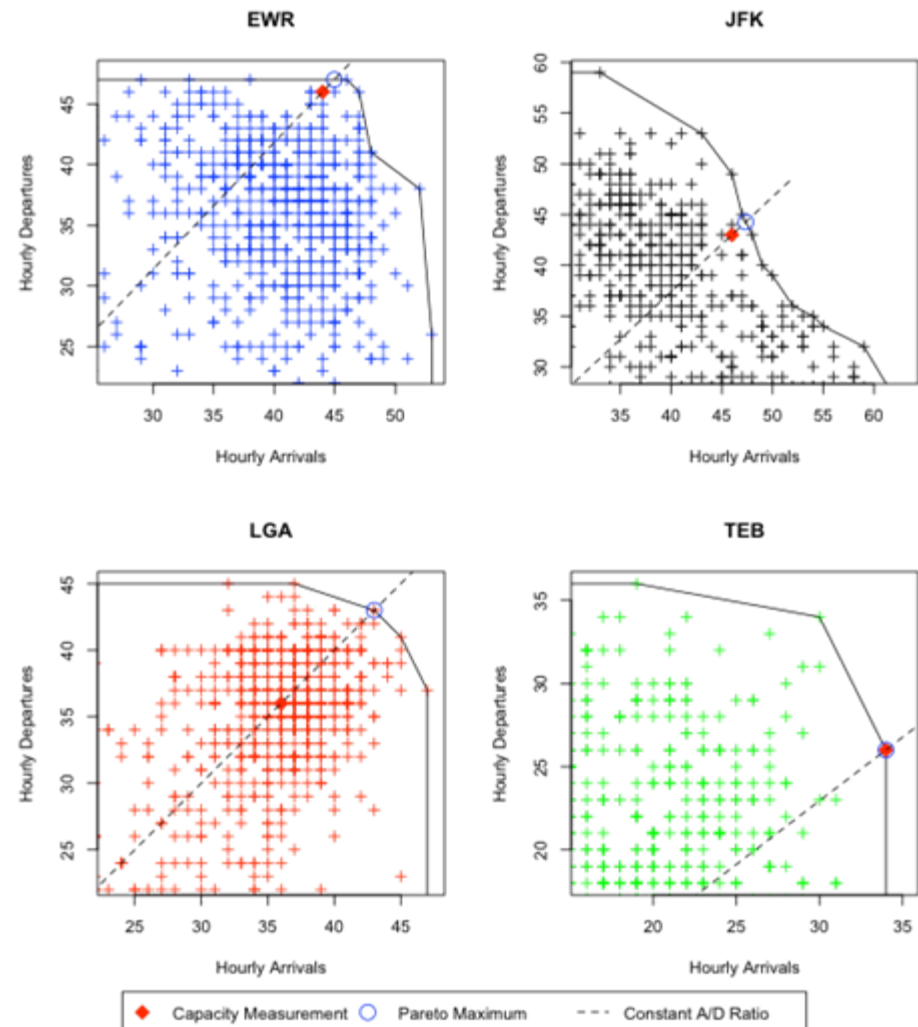 EWR
Hourly Departures
45
40
35
30
25
30 35 40 45 50
Hourly Arrivals
JFK
Hourly Departures
60
55
50
45
40
35
30
35 40 45 50 55 60
Hourly Arrivals
LGA
Hourly Departures
45
40
35
30
25
25 30 35 40 45
Hourly Arrivals
TEB
Hourly Departures
35
30
25
20
20 25 30 35
Hourly Arrivals
Capacity Measurement Pareto Maximum Constant A/D Ratio